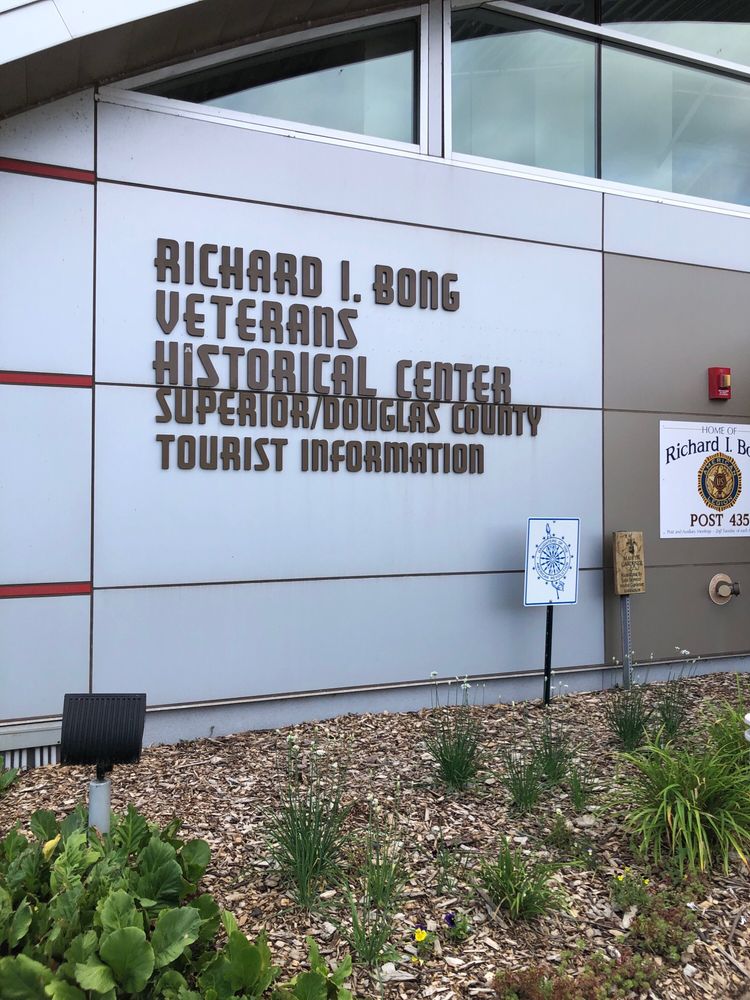 RICHARD I. BONG
VETERANS
HISTORICAL CENTER
SUPERIOR/DOUGLAS COUNTY
TOURIST INFORMATION
HOME OF
Richard I. Bo
POST 435